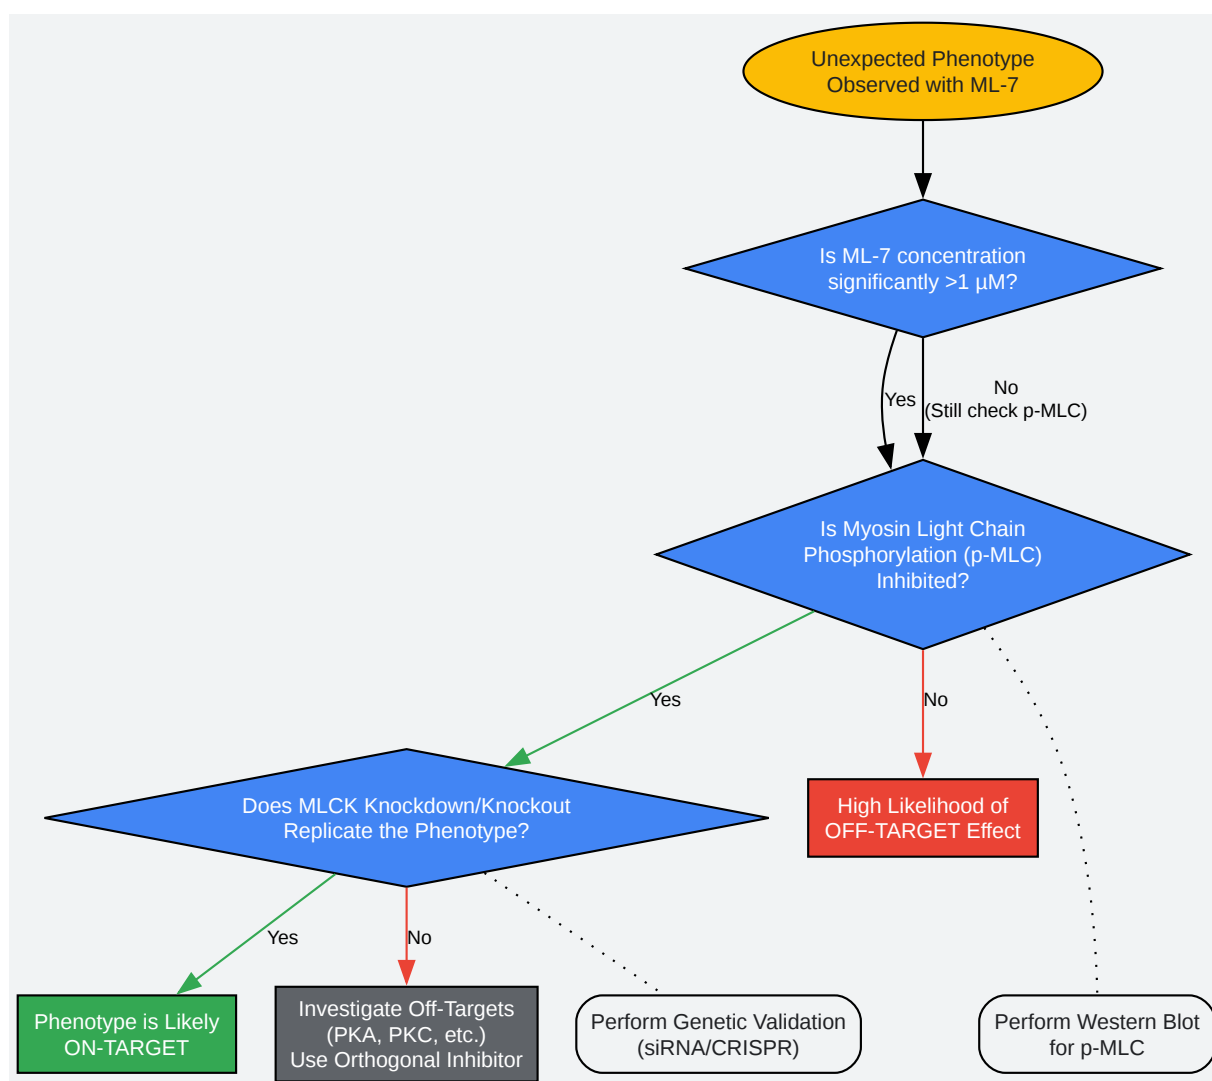 Unexpected Phenotype
Observed with ML-7
Is ML-7 concentration
significantly >1 µM?
Yes
No
(Still check p-MLC)
Is Myosin Light Chain
Phosphorylation (p-MLC)
Inhibited?
Yes
No
Does MLCK Knockdown/Knockout
Replicate the Phenotype?
High Likelihood of
OFF-TARGET Effect
Yes
No
Phenotype is Likely
ON-TARGET
Investigate Off-Targets
(PKA, PKC, etc.)
Use Orthogonal Inhibitor
Perform Genetic Validation
(siRNA/CRISPR)
Perform Western Blot
for p-MLC